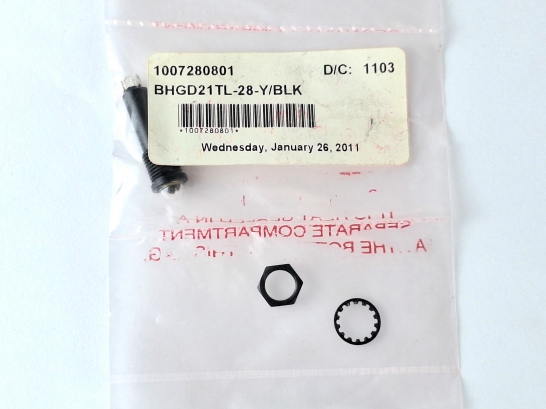 1007280801 D/C: 1103
BHGD21TL-28-Y/BLK
*1007280801*
Wednesday, January 26, 2011
SEPARATE COMPARTMENT